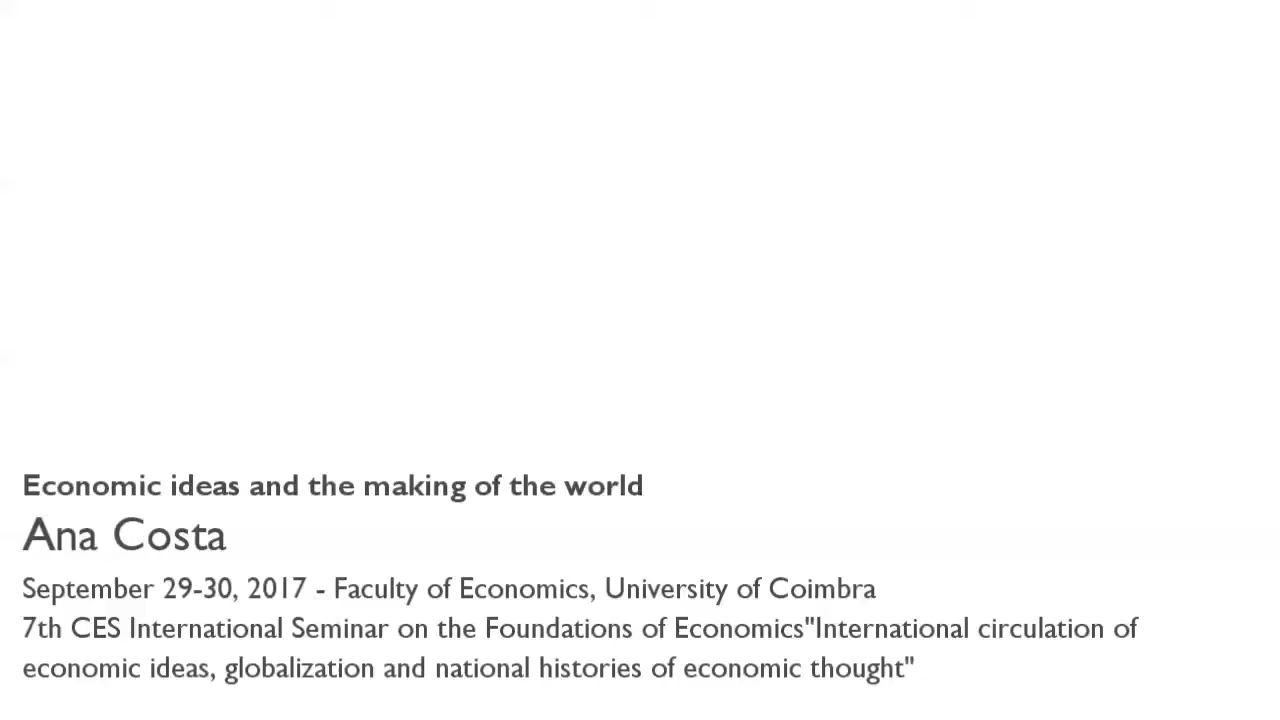 Economic ideas and the making of the world
Ana Costa
September 29-30, 2017 - Faculty of Economics, University of Coimbra
7th CES International Seminar on the Foundations of Economics"International circulation of
economic ideas, globalization and national histories of economic thought"